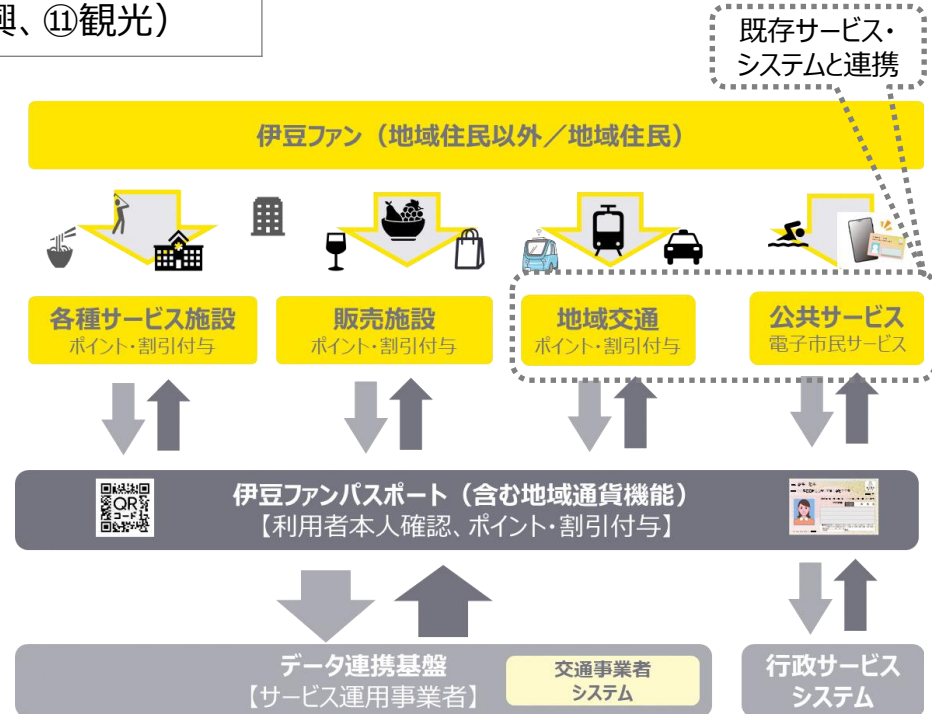 興、⑪観光）
既存サービス・
システムと連携
伊豆ファン（地域住民以外／地域住民）
各種サービス施設
ポイント・割引付与
販売施設
ポイント・割引付与
地域交通
ポイント・割引付与
公共サービス
電子市民サービス
QR
コード
伊豆ファンパスポート（含む地域通貨機能）
【利用者本人確認、ポイント・割引付与】
データ連携基盤
【サービス運用事業者】
交通事業者
システム
行政サービス
システム